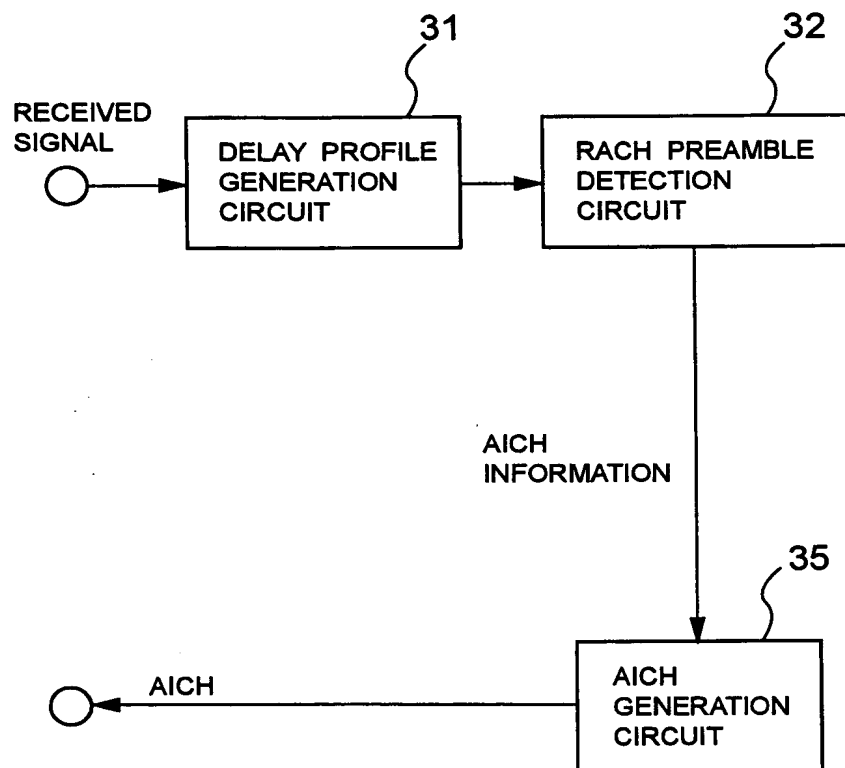 31
32
RECEIVED
SIGNAL
DELAY PROFILE
GENERATION
CIRCUIT
RACH PREAMBLE
DETECTION
CIRCUIT
AICH
INFORMATION
35
AICH
AICH
GENERATION
CIRCUIT